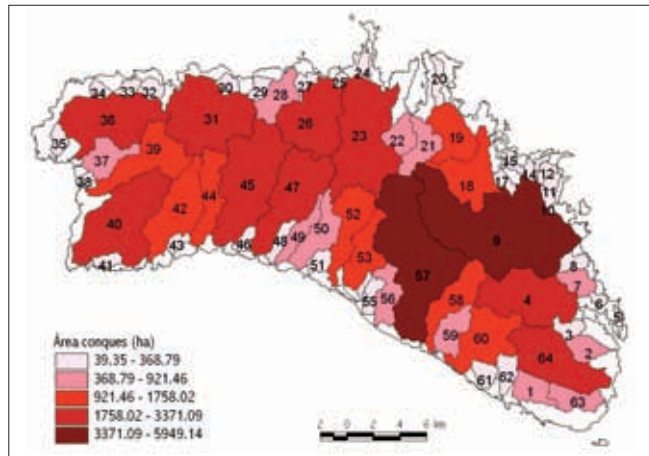 24
20
34 33 32 30 29 28 27 25
36 31 26 23
35 22 21 19
37 39 15
38 17 14 12
18 11
10
40 42 44 45 47
50 52
9
41 43 46 48 49 53
51
57
8
7
55 56 58 4
6
5
59 60 3
2
64
61 62
1 63
Àrea conques (ha)
39.35 - 368.79
368.79 - 921.46
921.46 - 1758.02
1758.02 - 3371.09
3371.09 - 5949.14
2 0 2 4 6 km